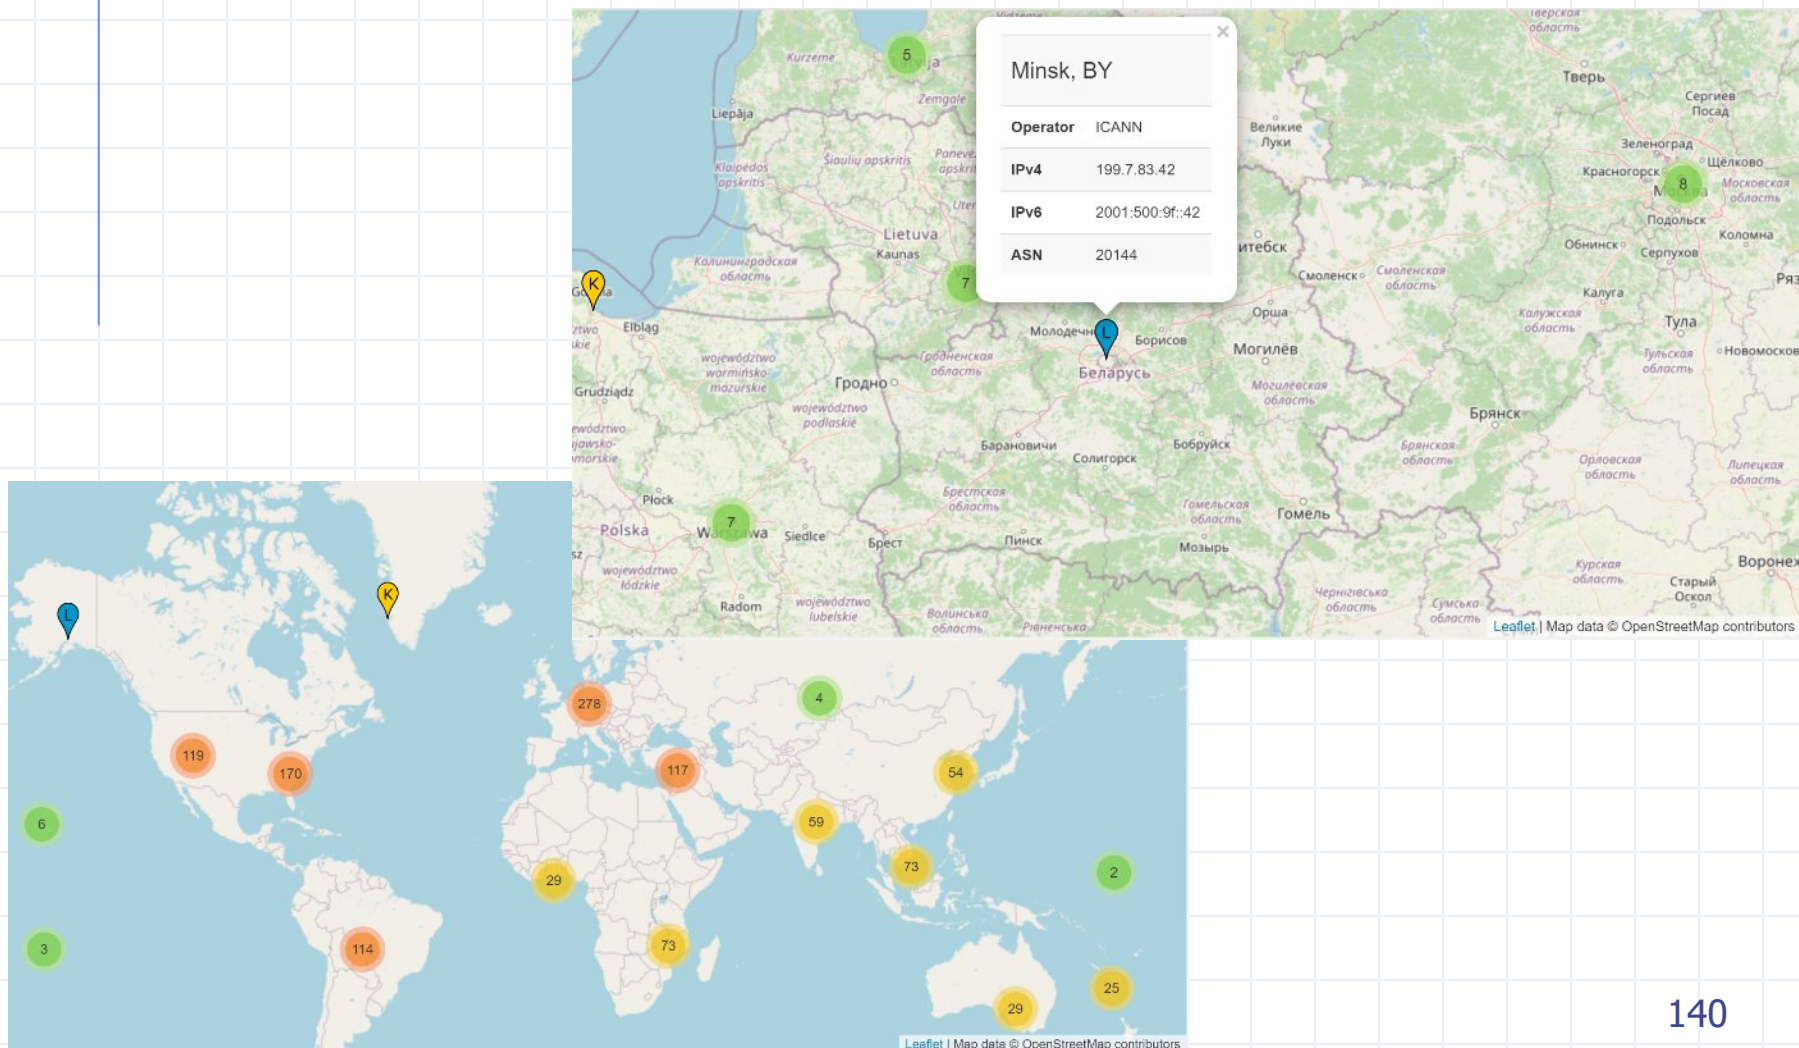 Vidzeme
Тверская
область
5
Kurzeme
Zemgale
Liepāja
Minsk, BY
Operator ICANN
IPv4 199.7.83.42
IPv6 2001:500:9f::42
ASN 20144
Тверь
Сергиев
Посад
Великие
Луки
Зеленоград
Щёлково
Красногорск
8
Московская
область
Подольск
Коломна
Обнинск
Серпухов
Klaipėdos
apskritis
Šiaulių apskritis
Lietuva
Kaunas
Калининградская
область
7
K
Elbląg
Смоленск
Смоленская
область
Калуга
Орша
Калужская
область
Тула
Тульская
область
Борисов
L
Могилёв
Беларусь
Могилевская
область
województwo
warmińsko-
mazurskie
Гродненская
область
Гродно
Grudziądz
województwo
podlaskie
Брянск
Барановичи
Бобруйск
Солигорск
Брянская
область
Орловская
область
Липецкая
область
Płock
Брестская
область
Гомельская
область
Гомель
Polska
7
Siedlce
Брест
Пинск
Мозырь
województwo
łódzkie
Radom
województwo
lubelskie
Волинська
область
Рівненська
Чернігівська
область
Сумська
область
Курская
область
Старый
Оскол
Leaflet | Map data © OpenStreetMap contributors
L
K
278
4
119
170
117
54
6
59
29
73
2
3
114
73
25
29
Leaflet | Map data © OpenStreetMap contributors
140